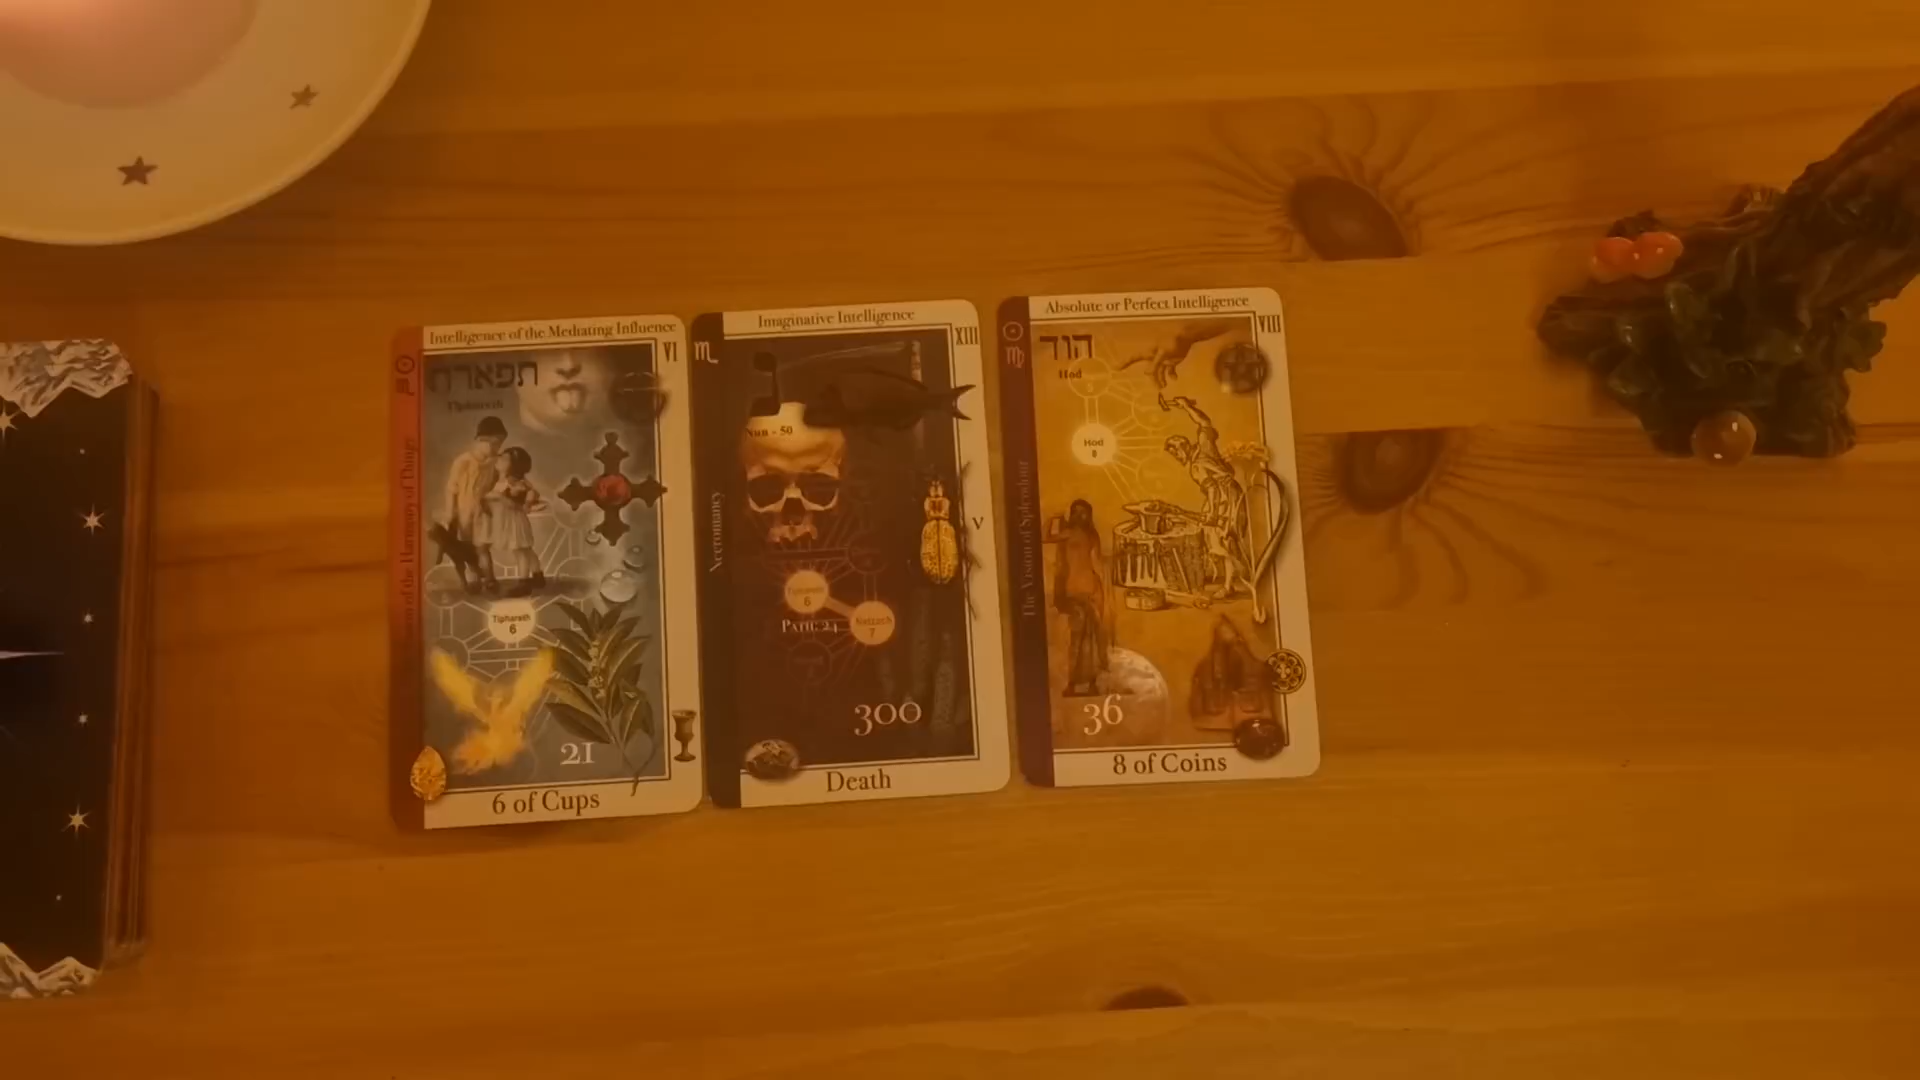 Intelligence of the Mediating Influence
VI
תפארת
Tiphareth
Tiphareth
6
21
6 of Cups
Imaginative Intelligence
XIII
Nun - 50
Necromancy
Tiphareth
6
Netzach
7
Path: 24
300
Death
Absolute or Perfect Intelligence
VIII
הוד
Hod
Hod
8
The Vision of Splendour
36
8 of Coins